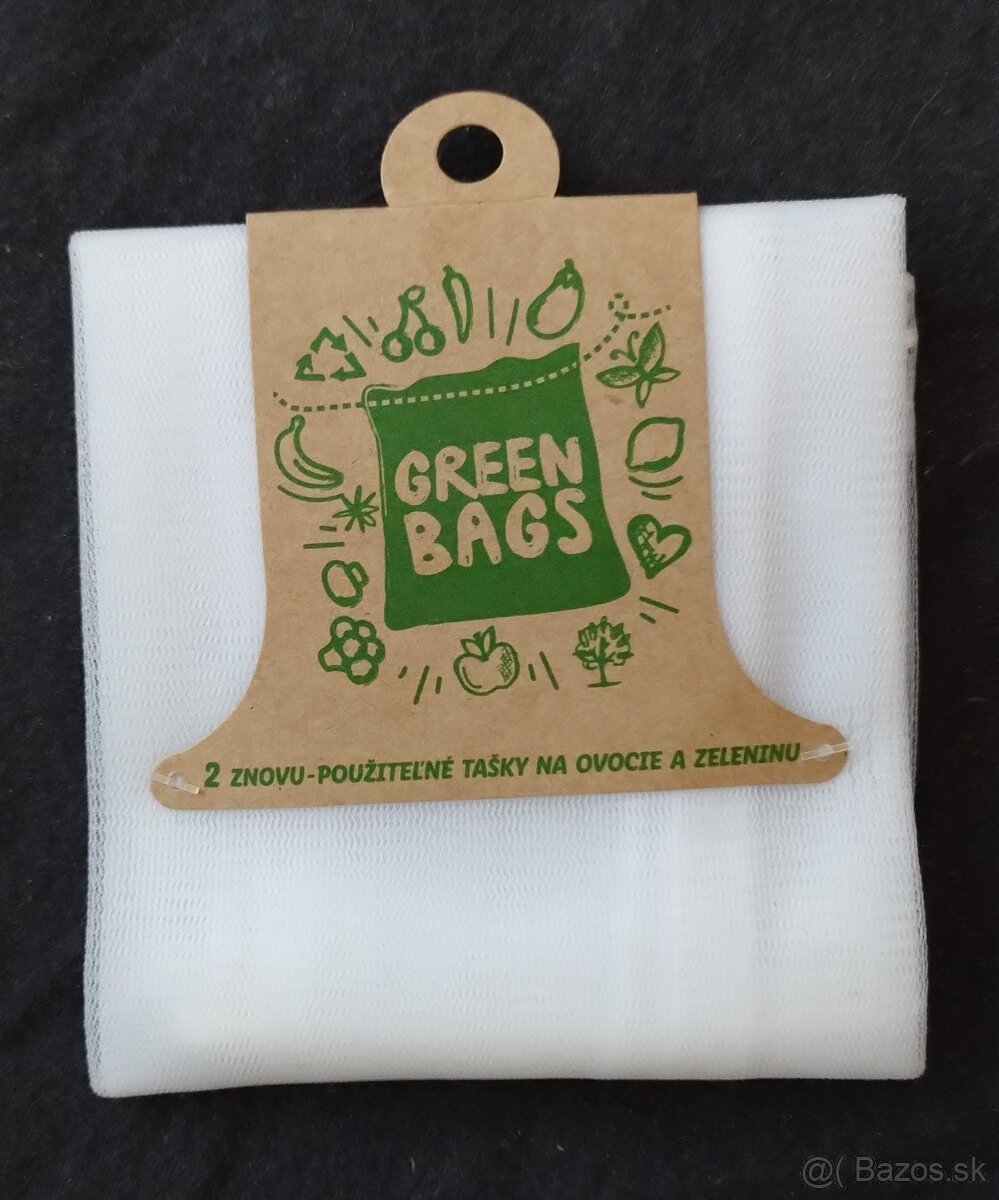 GREEN
BAGS
2 ZNOVU-POUŽITEĽNÉ TAŠKY NA OVOCIE A ZELENINU
@( Bazos.sk